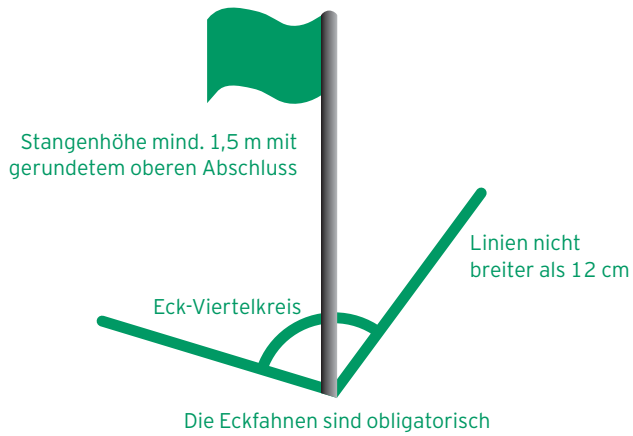 Stangenhöhe mind. 1,5 m mit
gerundetem oberen Abschluss
Linien nicht
breiter als 12 cm
Eck-Viertelkreis
Die Eckfahnen sind obligatorisch